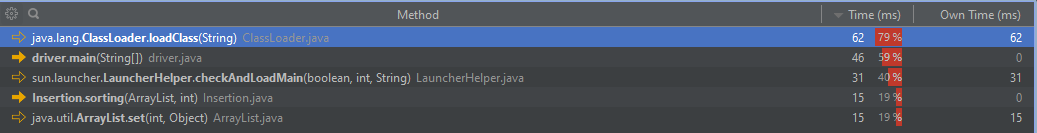 Method Time (ms) Own Time (ms)
java.lang.ClassLoader.loadClass(String) ClassLoader.java 62 79 % 62
driver.main(String[]) driver.java 46 59 % 0
sun.launcher.LauncherHelper.checkAndLoadMain(boolean, int, String) LauncherHelper.java 31 40 % 31
Insertion.sorting(ArrayList, int) Insertion.java 15 19 % 0
java.util.ArrayList.set(int, Object) ArrayList.java 15 19 % 15